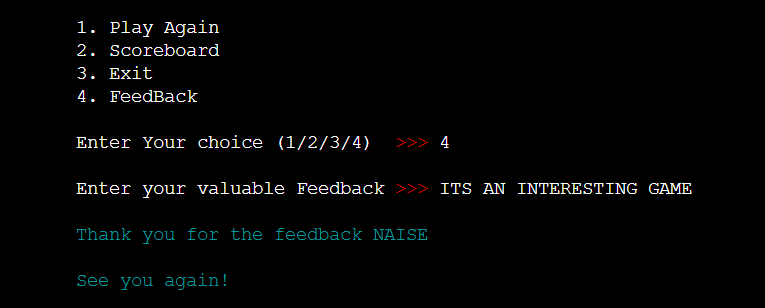 1. Play Again
2. Scoreboard
3. Exit
4. FeedBack
Enter Your choice (1/2/3/4)  >>> 4
Enter your valuable Feedback >>> ITS AN INTERESTING GAME
Thank you for the feedback NAISE
See you again!